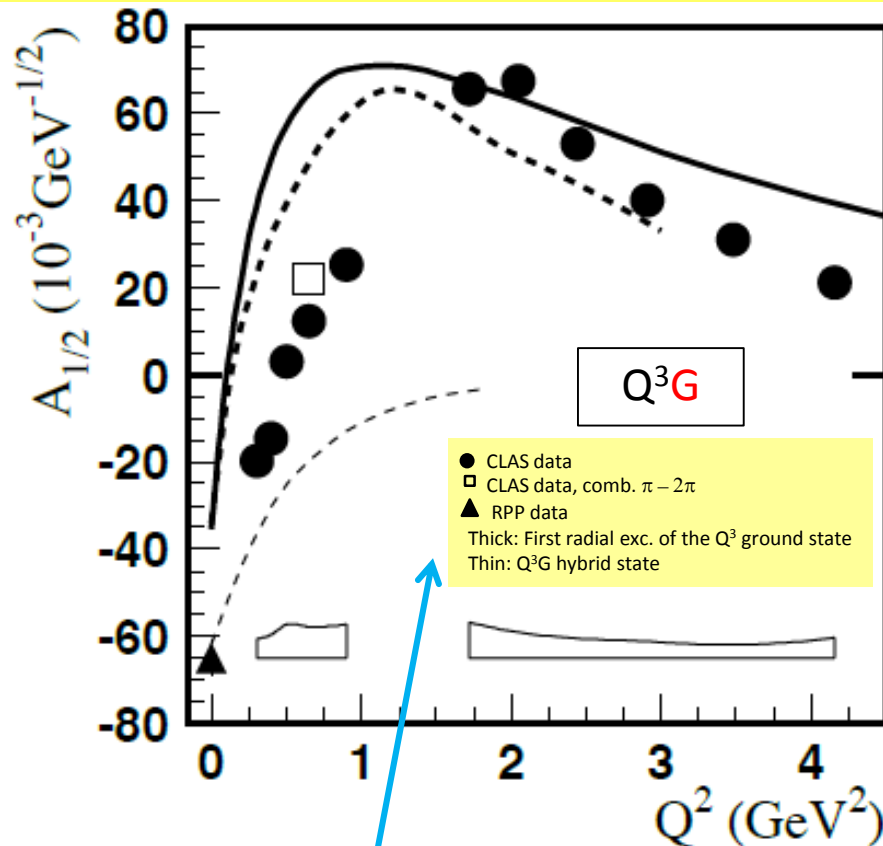 A1/2 (10-3GeV-1/2)
80
60
40
20
0
-20
-40
-60
-80
Q3G
● CLAS data
□ CLAS data, comb. π – 2π
▲ RPP data
Thick: First radial exc. of the Q3 ground state
Thin: Q3G hybrid state
0 1 2 3 4
Q2 (GeV2)